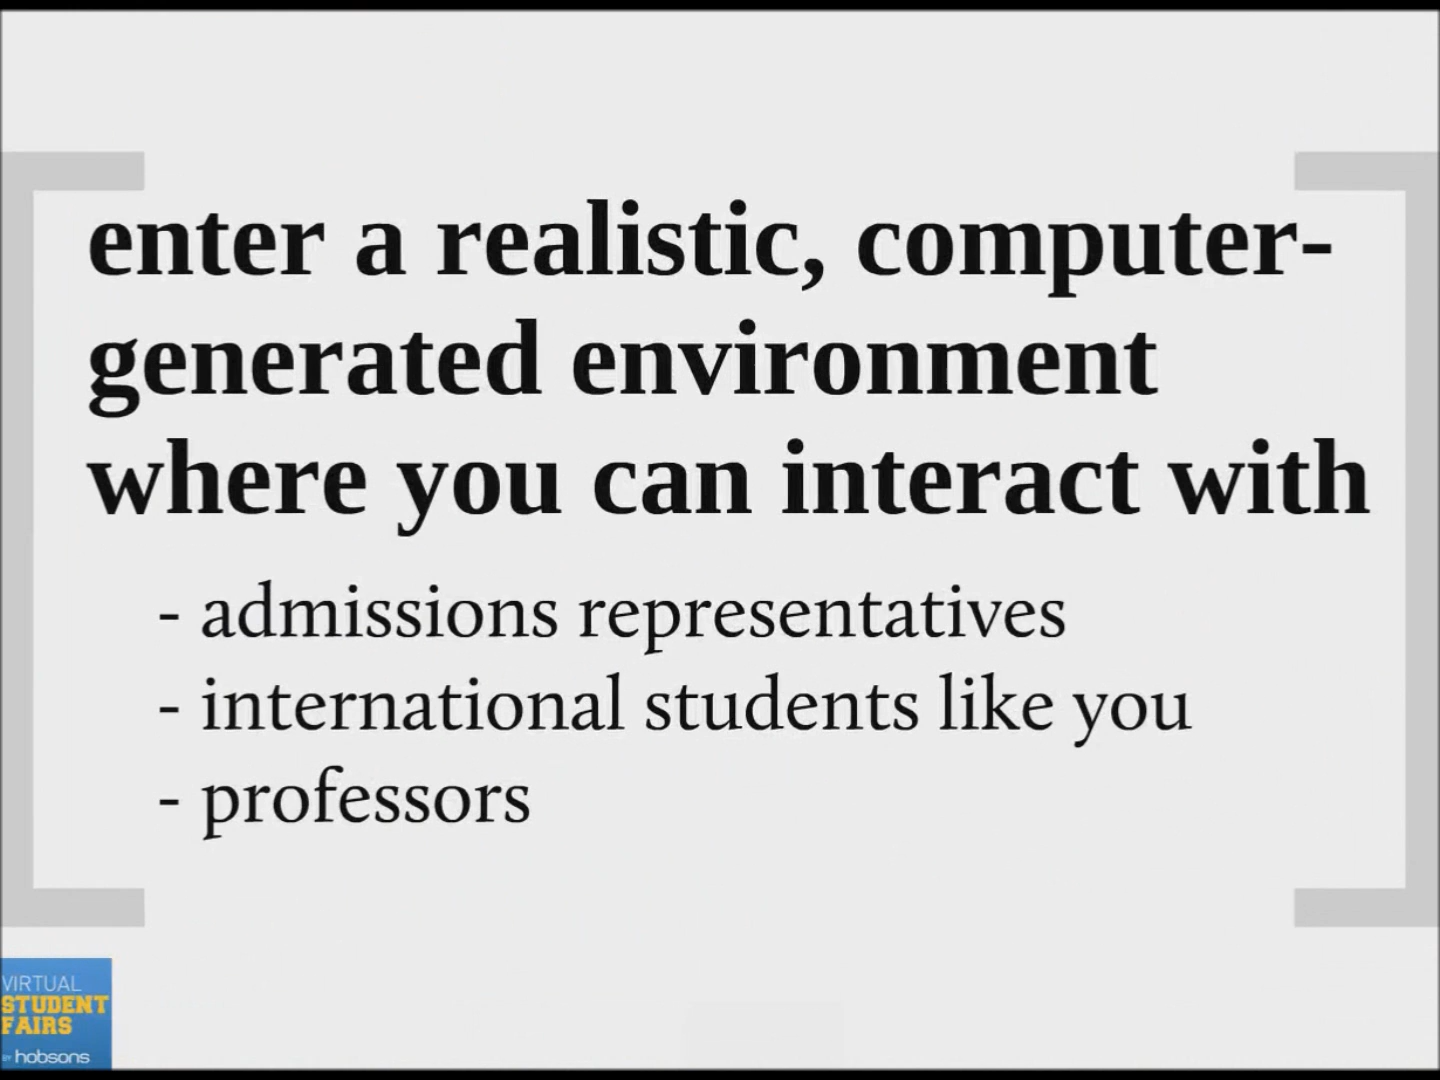 enter a realistic, computer-
generated environment
where you can interact with
- admissions representatives
- international students like you
- professors
VIRTUAL
STUDENT
FAIRS
BY hobsons